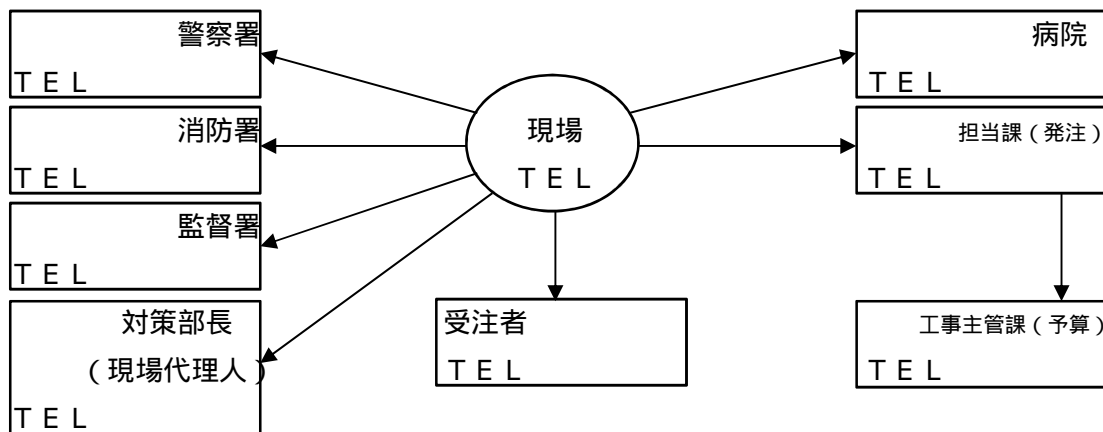 警察署
ＴＥＬ
消防署
ＴＥＬ
監督署
ＴＥＬ
対策部長
（現場代理人）
ＴＥＬ
現場
ＴＥＬ
受注者
ＴＥＬ
病院
ＴＥＬ
担当課（発注）
ＴＥＬ
工事主管課（予算）
ＴＥＬ